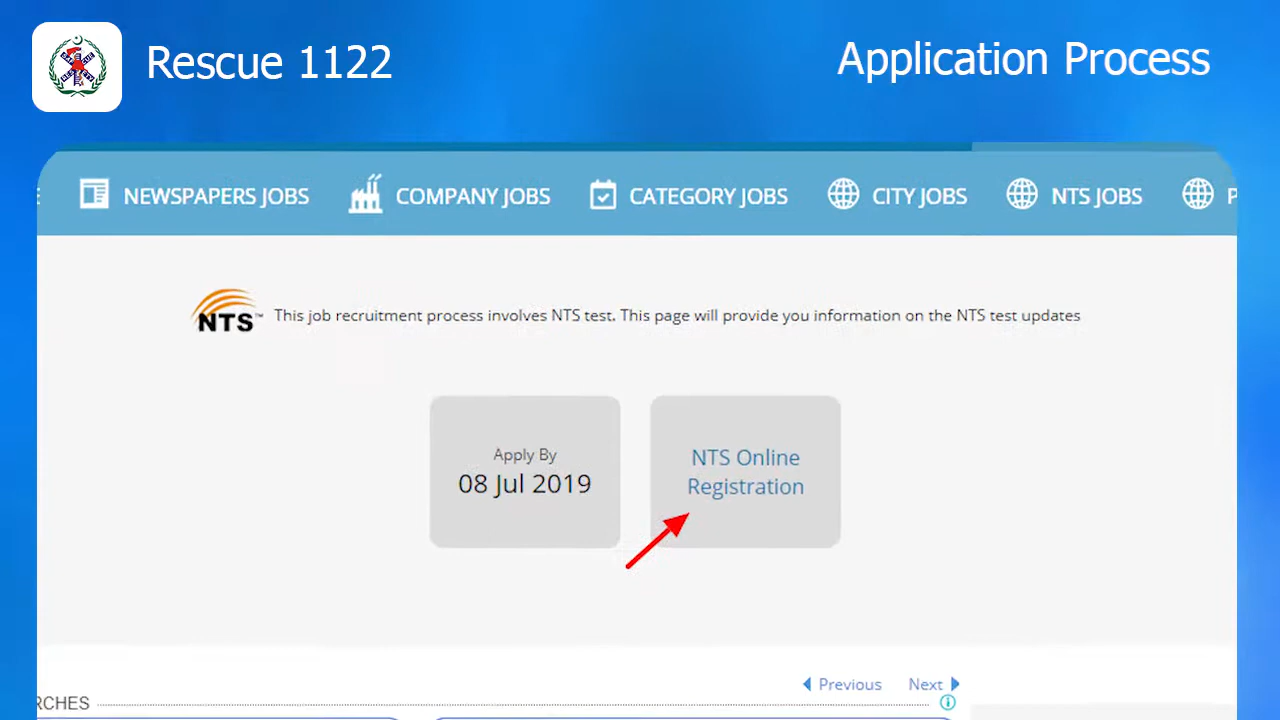 Rescue 1122
Application Process
NEWSPAPERS JOBS COMPANY JOBS CATEGORY JOBS CITY JOBS NTS JOBS P
NTS™ This job recruitment process involves NTS test. This page will provide you information on the NTS test updates
Apply By
08 Jul 2019
NTS Online
Registration
Previous Next
RCHES